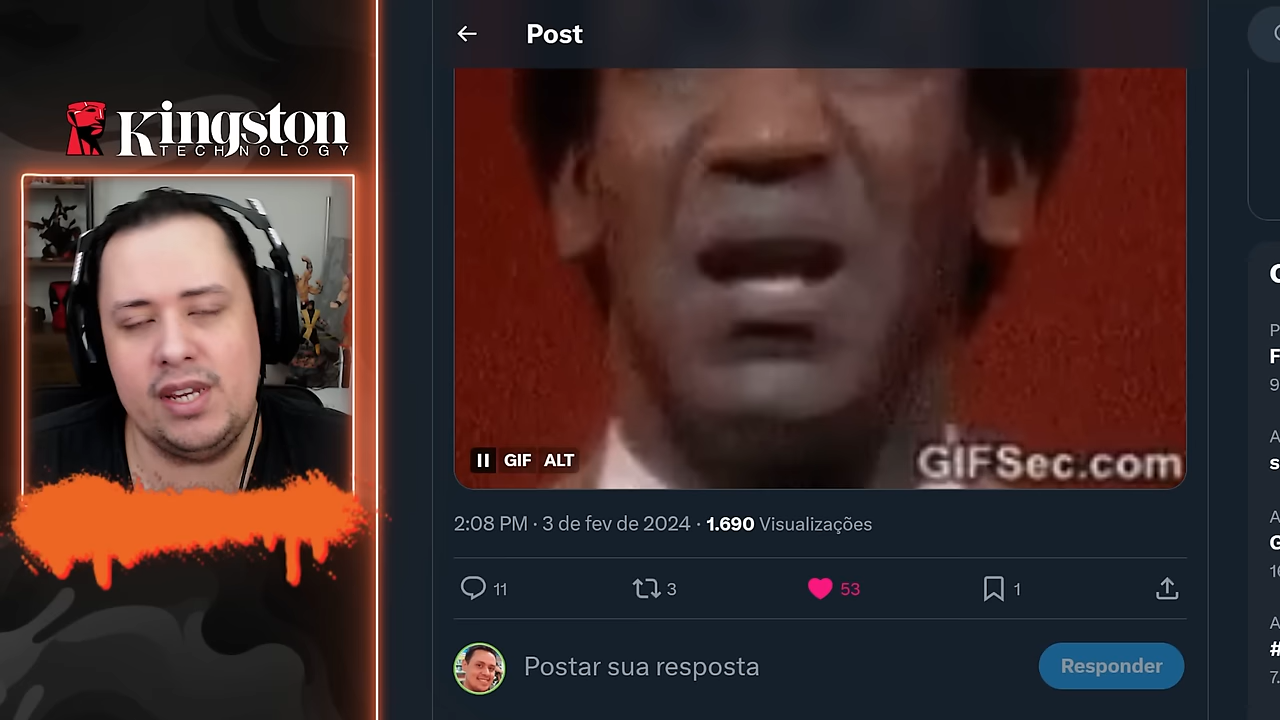 Kingston
TECHNOLOGY
Post
GIF ALT
GIFSec.com
2:08 PM · 3 de fev de 2024 · 1.690 Visualizações
11 3 53 1
Postar sua resposta
Responder